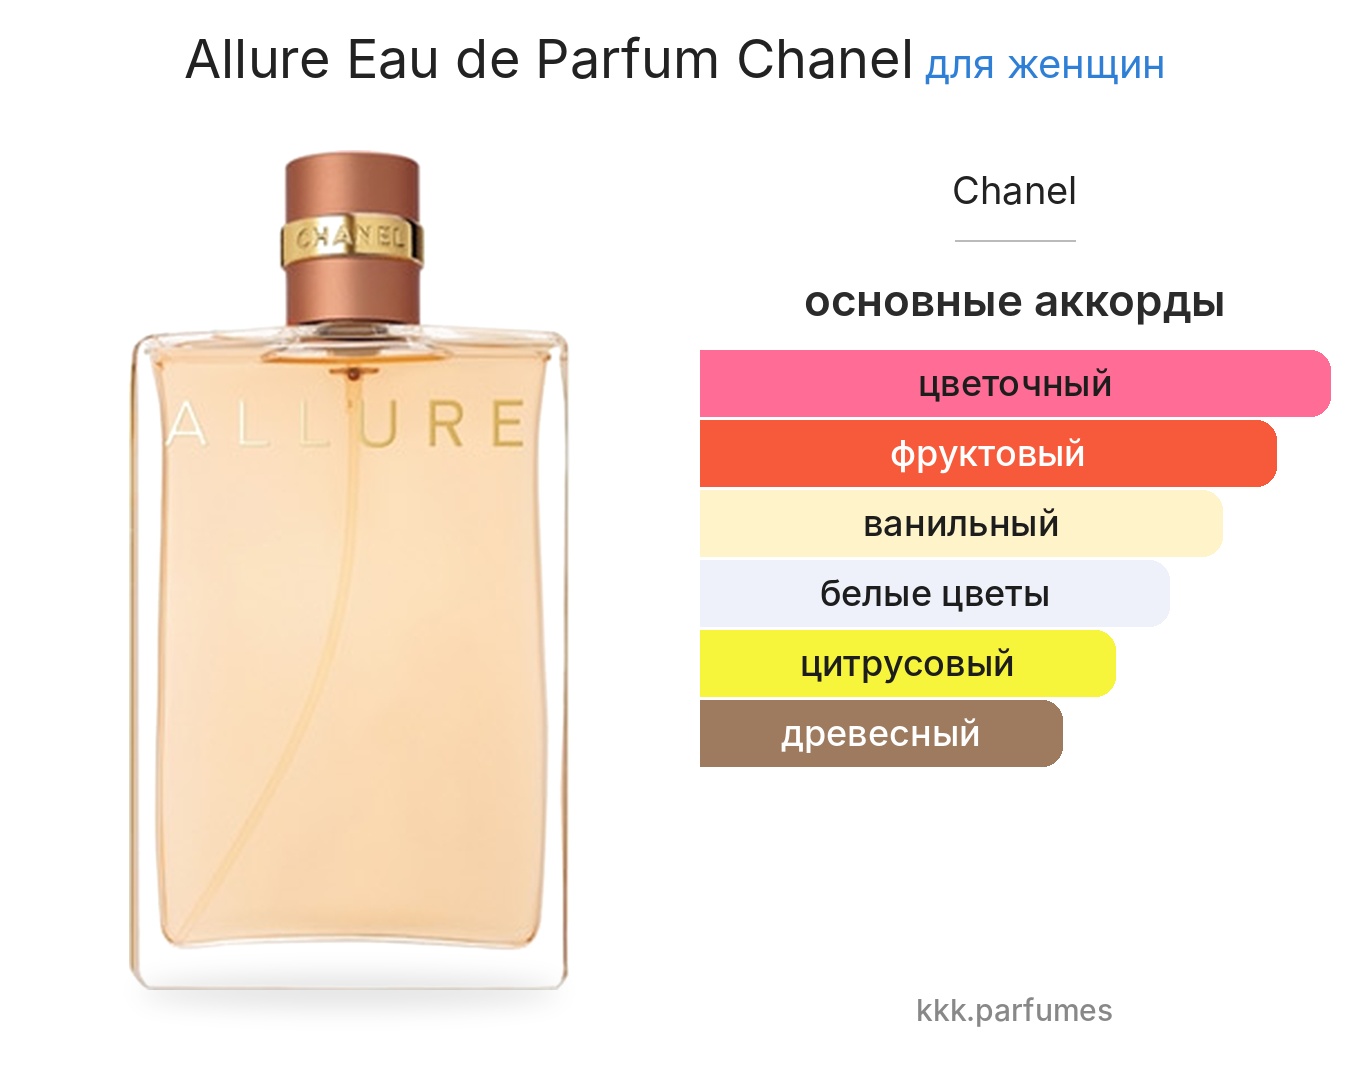 Allure Eau de Parfum Chanel для женщин
CHANEL
ALLURE
Chanel
основные аккорды
цветочный
фруктовый
ванильный
белые цветы
цитрусовый
древесный
kkk.parfumes